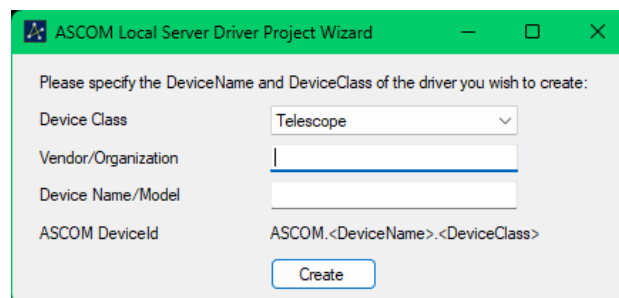 ASCOM Local Server Driver Project Wizard
Please specify the DeviceName and DeviceClass of the driver you wish to create:
Device Class Telescope
Vendor/Organization
Device Name/Model
ASCOM DeviceId ASCOM.<DeviceName>.<DeviceClass>
Create